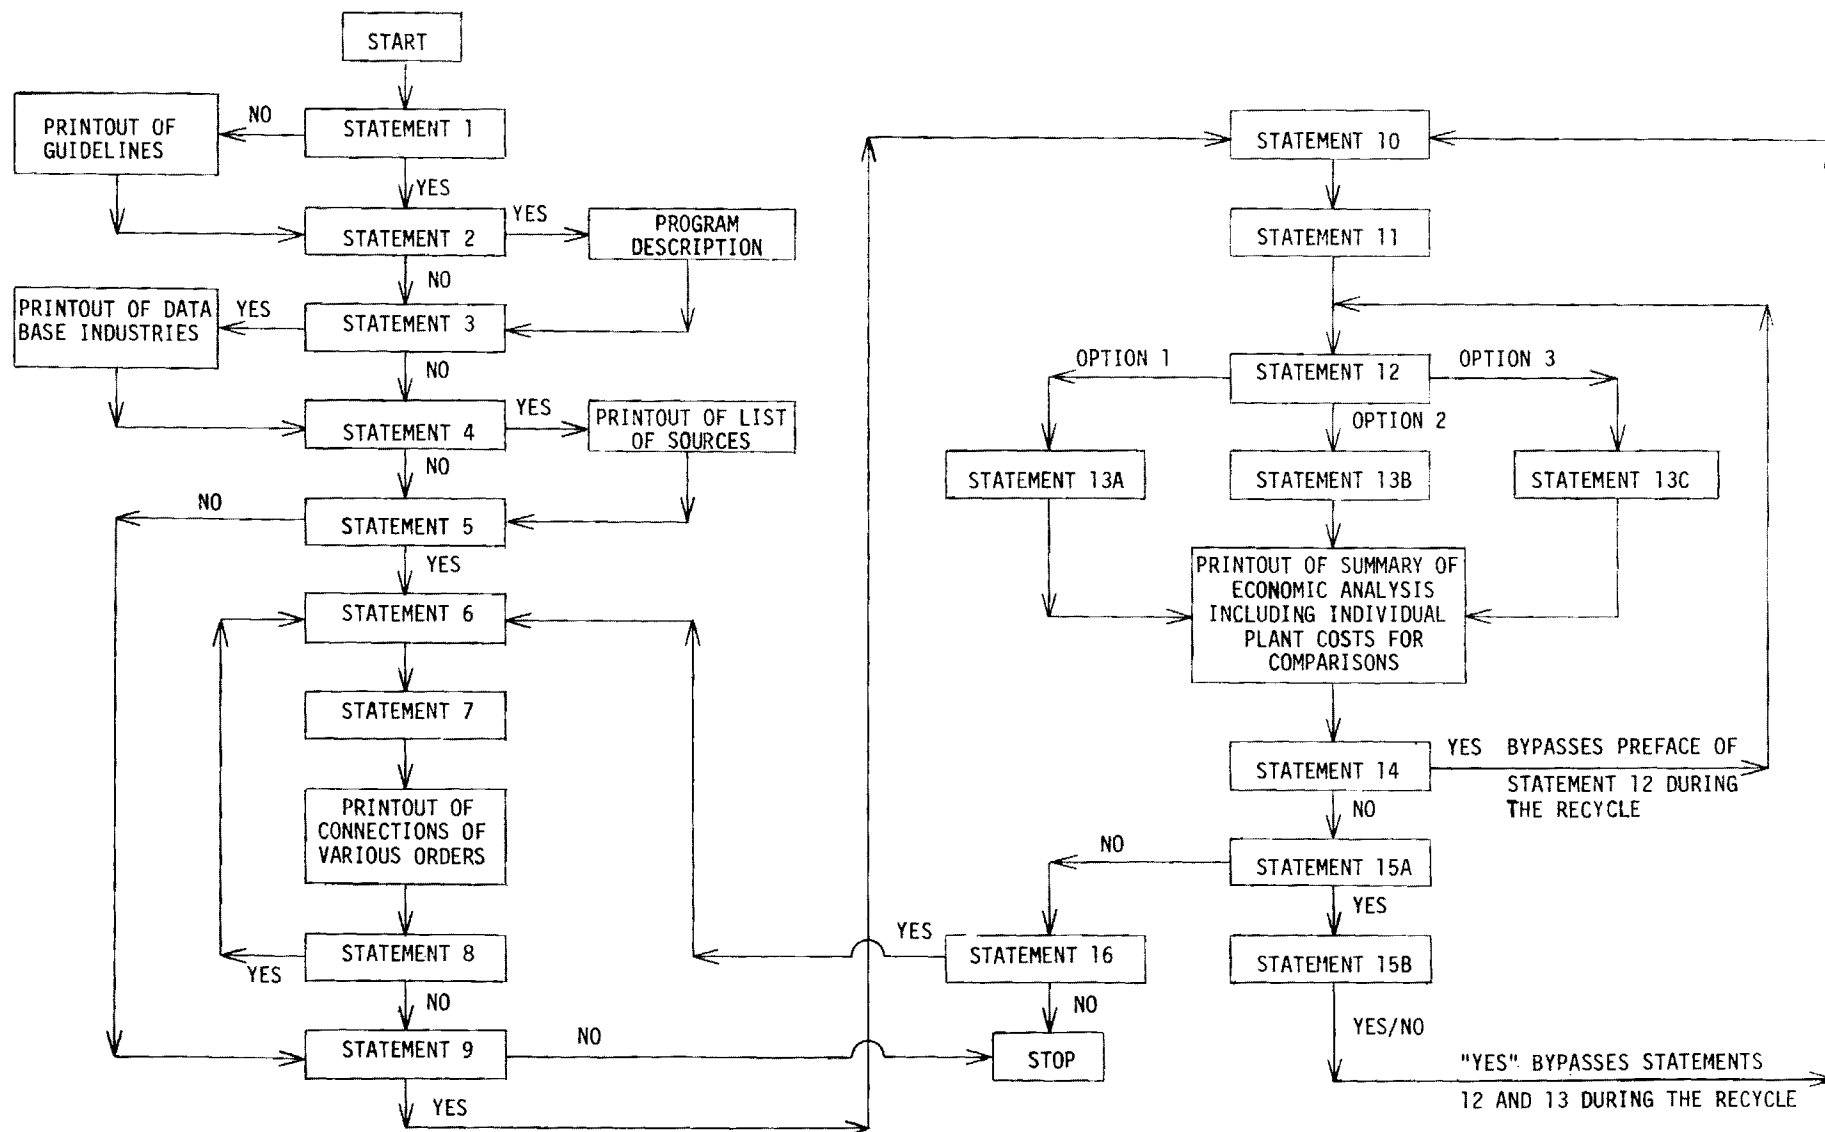 START
NO
STATEMENT 1
PRINTOUT OF
GUIDELINES
YES
STATEMENT 2
YES
PROGRAM
DESCRIPTION
NO
PRINTOUT OF DATA
BASE INDUSTRIES
YES
STATEMENT 3
NO
STATEMENT 4
YES
PRINTOUT OF LIST
OF SOURCES
NO
NO
STATEMENT 5
YES
STATEMENT 6
STATEMENT 7
PRINTOUT OF
CONNECTIONS OF
VARIOUS ORDERS
STATEMENT 8
YES
NO
STATEMENT 9
NO
YES
STATEMENT 10
STATEMENT 11
OPTION 1
STATEMENT 12
OPTION 3
OPTION 2
STATEMENT 13A
STATEMENT 13B
STATEMENT 13C
PRINTOUT OF SUMMARY OF
ECONOMIC ANALYSIS
INCLUDING INDIVIDUAL
PLANT COSTS FOR
COMPARISONS
STATEMENT 14
YES BYPASSES PREFACE OF
STATEMENT 12 DURING
THE RECYCLE
NO
NO
STATEMENT 15A
YES
YES
STATEMENT 16
STATEMENT 15B
NO
STOP
YES/NO
"YES" BYPASSES STATEMENTS
12 AND 13 DURING THE RECYCLE